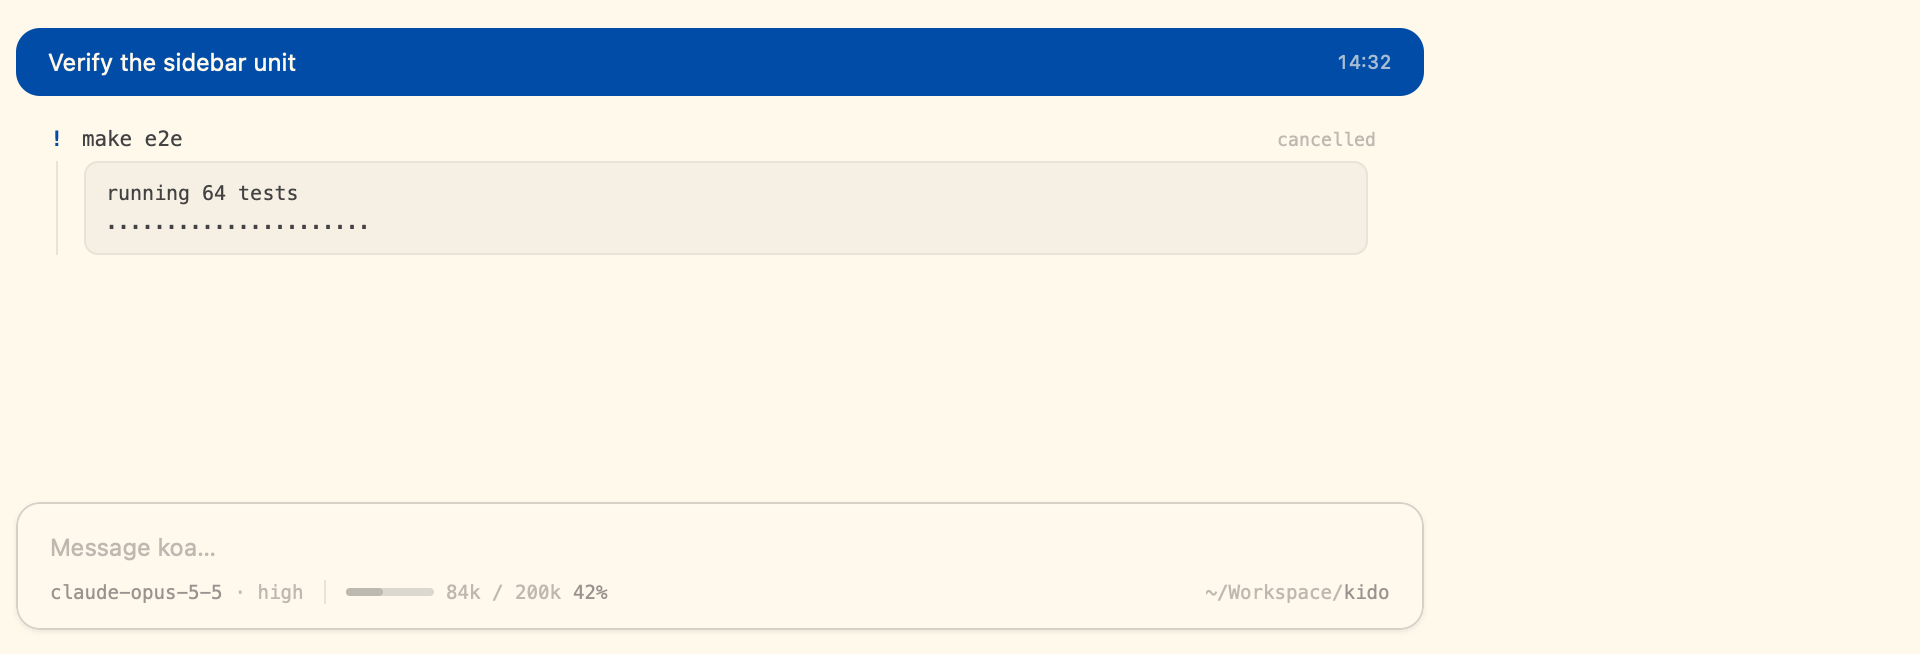 Verify the sidebar unit 14:32
! make e2e cancelled
running 64 tests
......................
Message koa...
claude-opus-5-5 · high 84k / 200k 42% ~/Workspace/kido